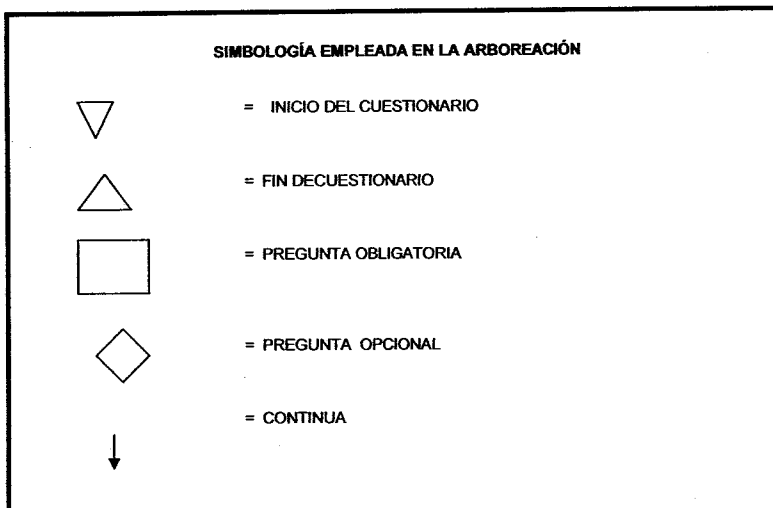 SIMBOLOGÍA EMPLEADA EN LA ARBOREACIÓN
= INICIO DEL CUESTIONARIO
= FIN DECUESTIONARIO
= PREGUNTA OBLIGATORIA
= PREGUNTA OPCIONAL
= CONTINUA